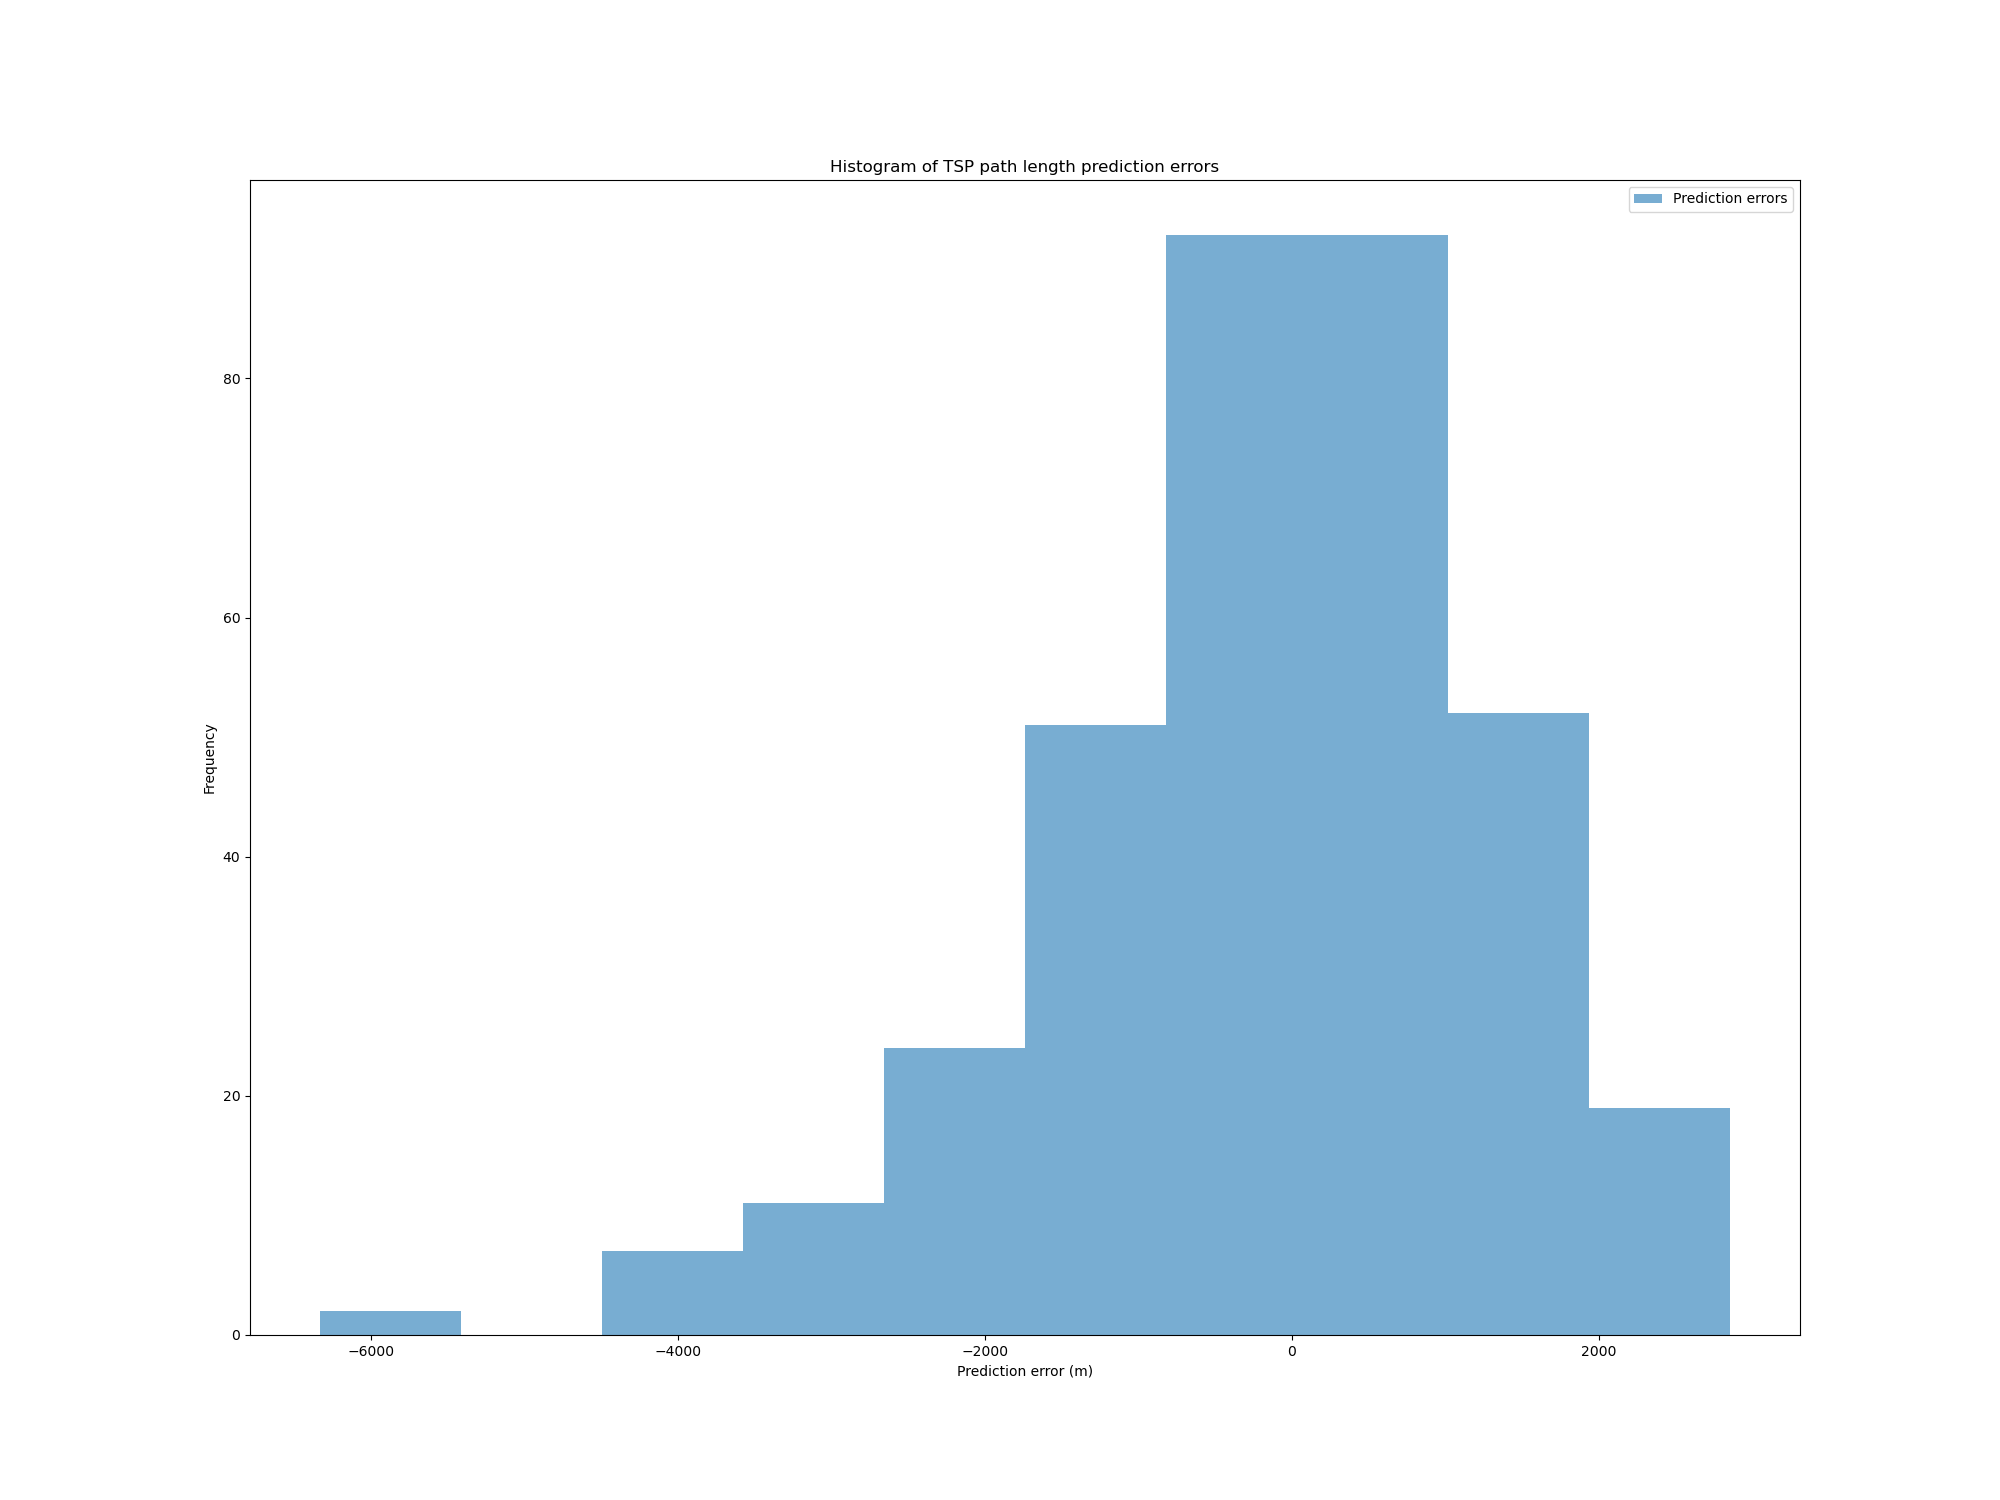 Histogram of TSP path length prediction errors
Prediction errors
80
60
40
20
0
Frequency
−6000 −4000 −2000 0 2000
Prediction error (m)